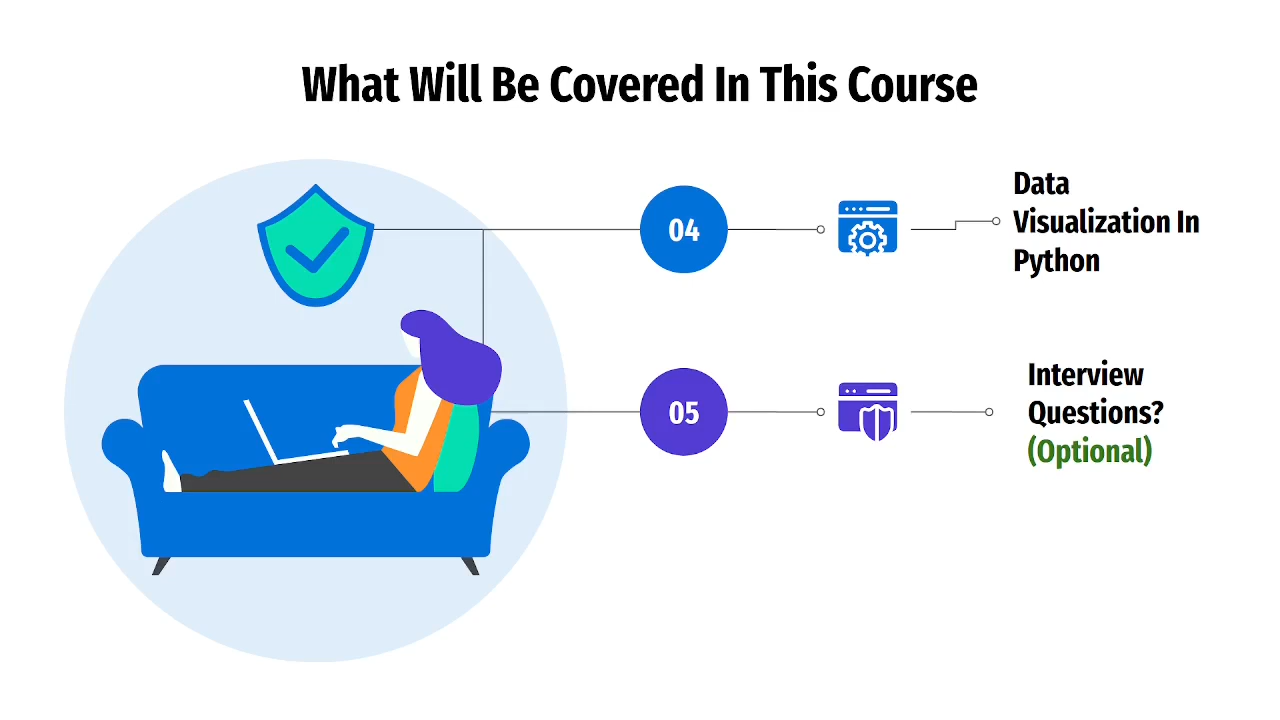 What Will Be Covered In This Course
04
Data
Visualization In
Python
05
Interview
Questions?
(Optional)